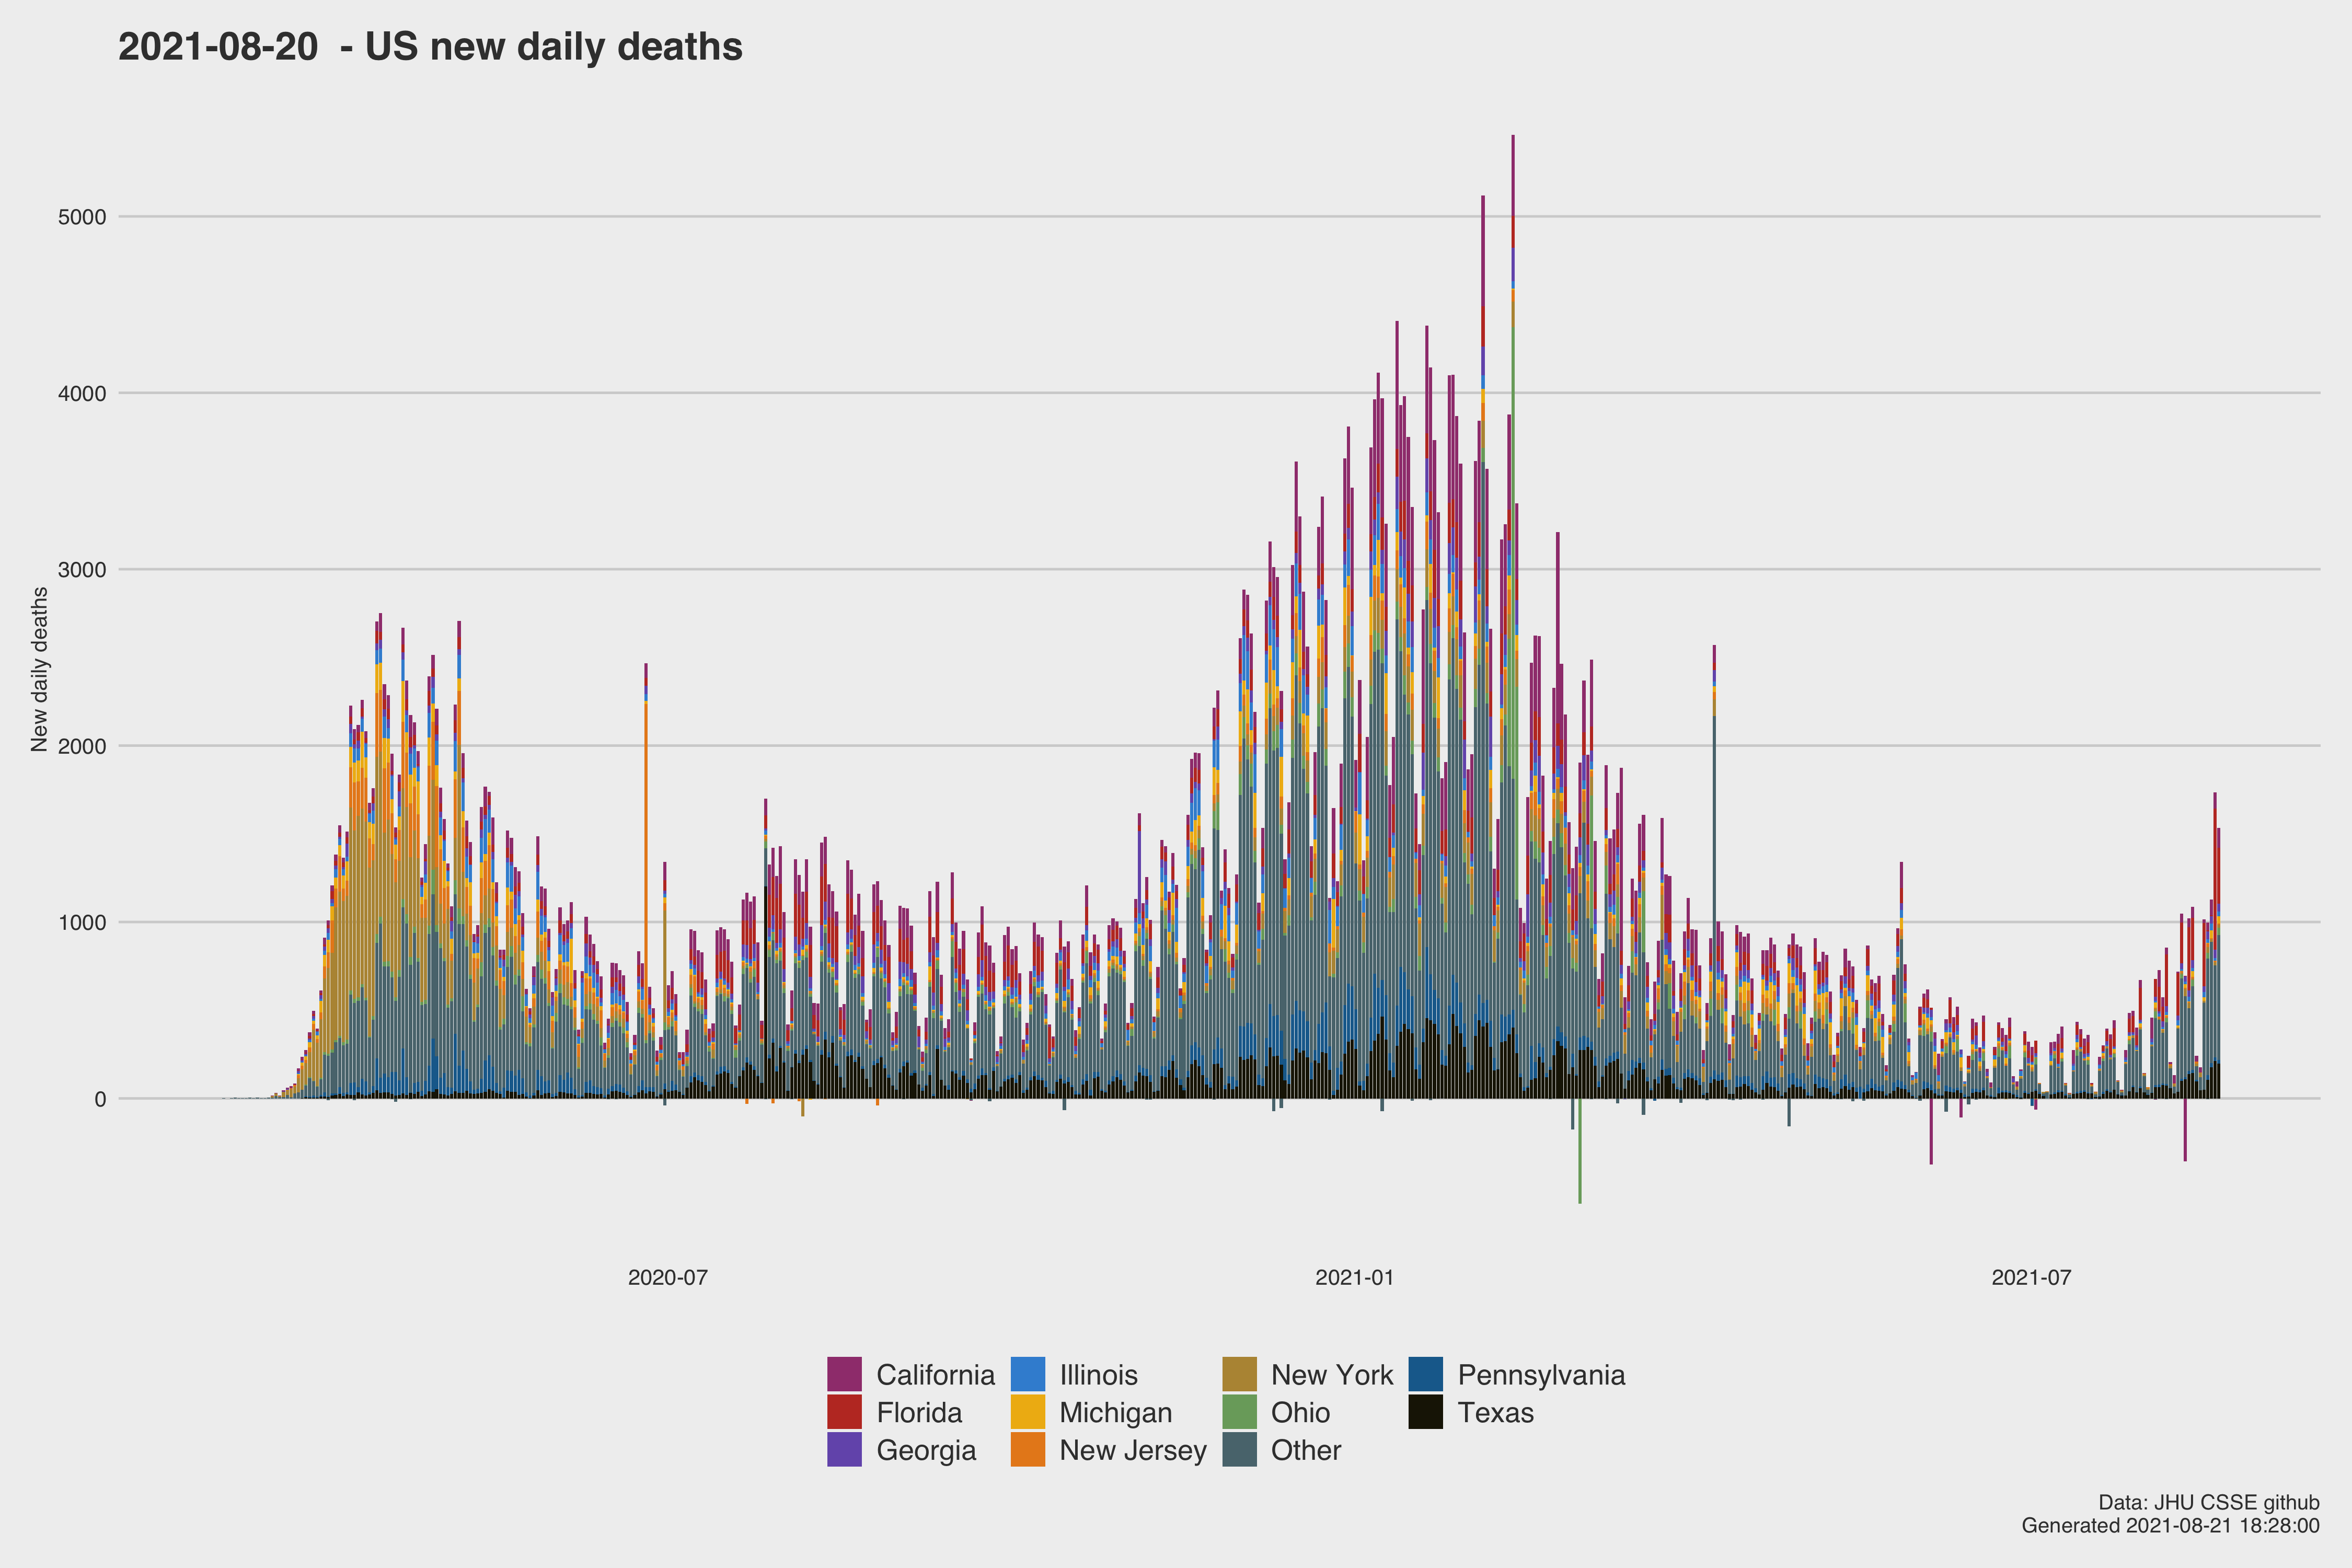 2021-08-20 - US new daily deaths
New daily deaths
5000
4000
3000
2000
1000
0
2020-07 2021-01 2021-07
California Illinois New York Pennsylvania
Florida Michigan Ohio Texas
Georgia New Jersey Other
Data: JHU CSSE github
Generated 2021-08-21 18:28:00